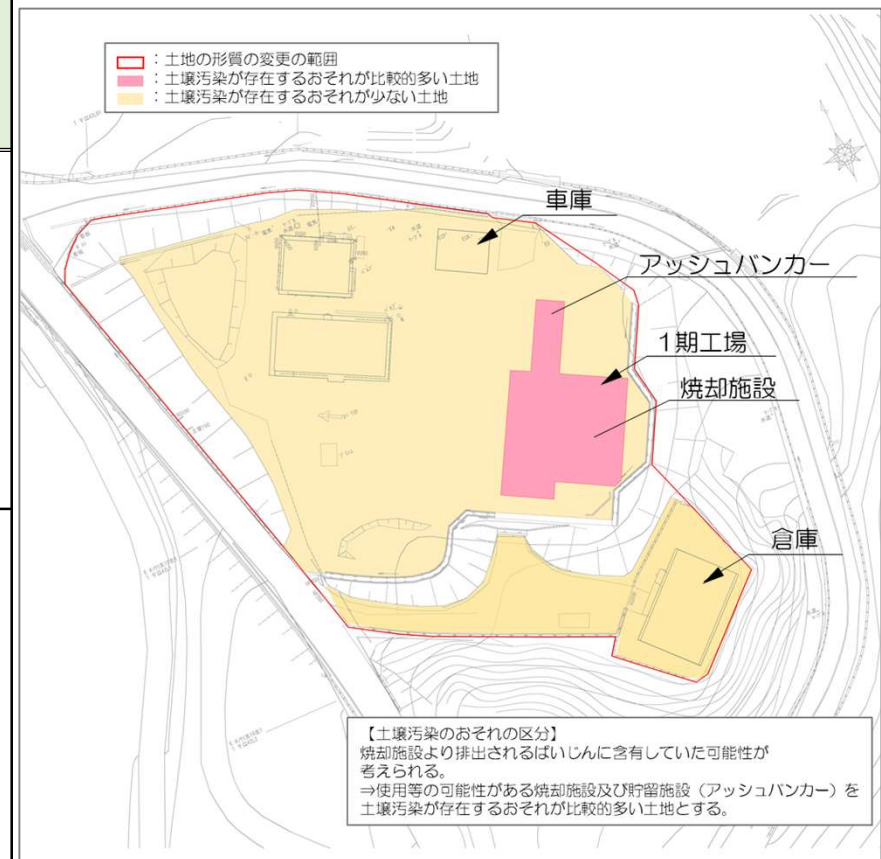 ：土地の形質の変更の範囲
：土壌汚染が存在するおそれが比較的多い土地
：土壌汚染が存在するおそれが少ない土地
車庫
アッシュバンカー
1期工場
焼却施設
倉庫
【土壌汚染のおそれの区分】
焼却施設より排出されるばいじんに含有していた可能性が
考えられる。
⇒使用等の可能性がある焼却施設及び貯留施設（アッシュバンカー）を
土壌汚染が存在するおそれが比較的多い土地とする。